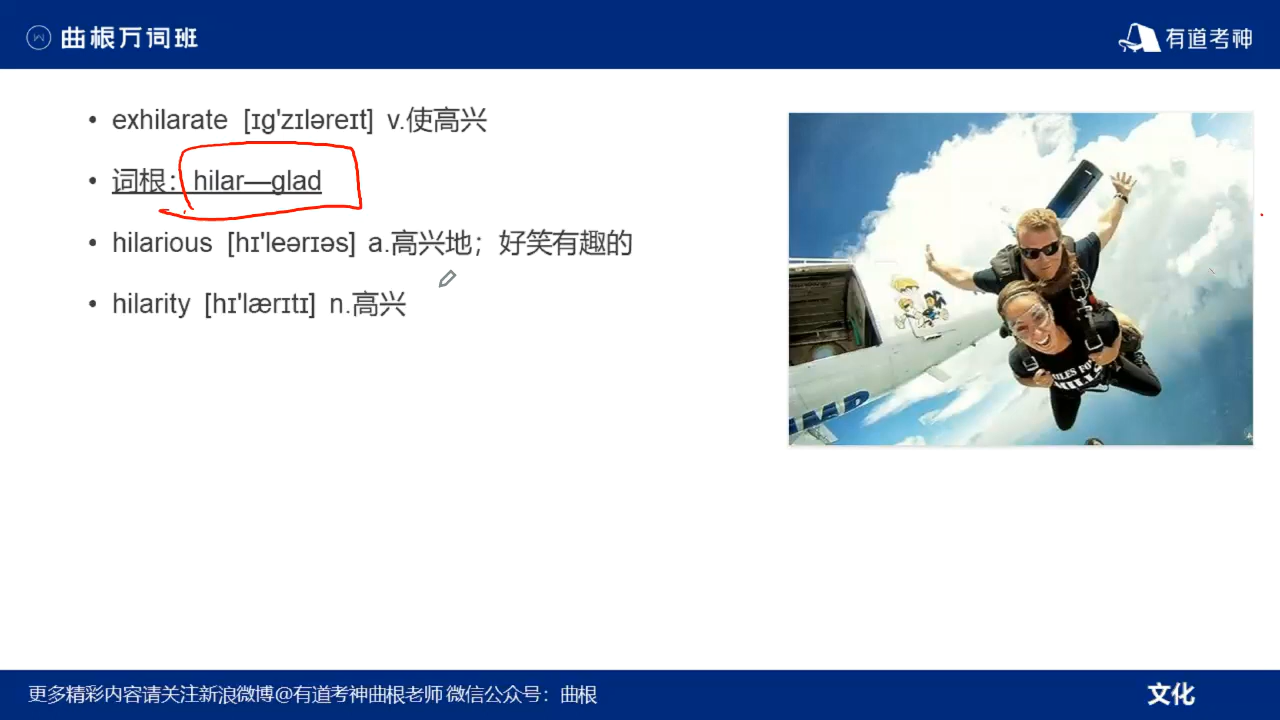 曲根万词班
有道考神
exhilarate [ɪg'zɪləreɪt] v.使高兴
词根：hilar—glad
hilarious [hɪ'leərɪəs] a.高兴地；好笑有趣的
hilarity [hɪ'lærɪtɪ] n.高兴
更多精彩内容请关注新浪微博@有道考神曲根老师 微信公众号：曲根
文化